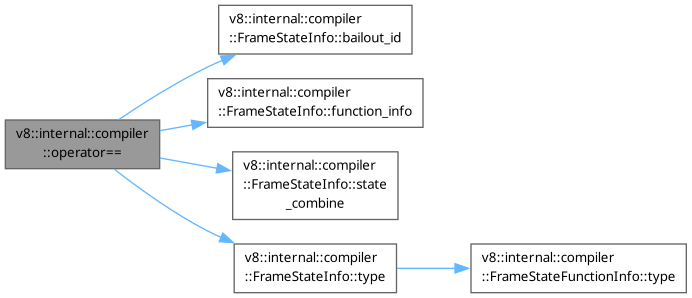 v8::internal::compiler
::operator==
v8::internal::compiler
::FrameStateInfo::bailout_id
v8::internal::compiler
::FrameStateInfo::function_info
v8::internal::compiler
::FrameStateInfo::state
_combine
v8::internal::compiler
::FrameStateInfo::type
v8::internal::compiler
::FrameStateFunctionInfo::type